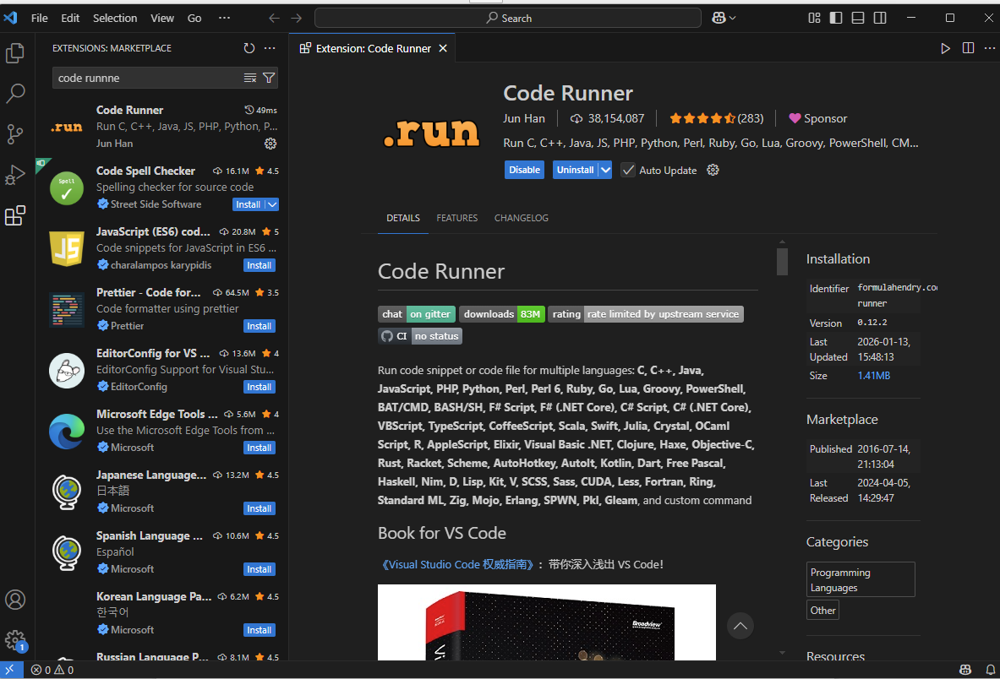 File Edit Selection View Go ···
Search
EXTENSIONS: MARKETPLACE
code runnne
Code Runner 49ms
.run
Run C, C++, Java, JS, PHP, Python, P...
Jun Han
Code Spell Checker 16.1M 4.5
Spell
Spelling checker for source code
Street Side Software Install
JavaScript (ES6) cod... 20.8M 5
JS
Code snippets for JavaScript in ES6 ...
charalampos karypidis Install
Prettier - Code for... 64.5M 3.5
Code formatter using prettier
Prettier Install
EditorConfig for VS ... 13.6M 4
EditorConfig Support for Visual Stu...
EditorConfig Install
Microsoft Edge Tools ... 5.6M 4
Use the Microsoft Edge Tools from ...
Microsoft Install
Japanese Language... 13.2M 4.5
日本語
Microsoft Install
Spanish Language ... 10.6M 4.5
Español
Microsoft Install
Korean Language Pa... 6.2M 4.5
한국어
Microsoft Install
Russian Language P... 8.1M 4.5
1
0 0
Extension: Code Runner
.run
Code Runner
Jun Han 38,154,087 (283) Sponsor
Run C, C++, Java, JS, PHP, Python, Perl, Ruby, Go, Lua, Groovy, PowerShell, CM...
Disable Uninstall Auto Update
DETAILS FEATURES CHANGELOG
Code Runner
chat on gitter downloads 83M rating rate limited by upstream service
CI no status
Run code snippet or code file for multiple languages: C, C++, Java,
JavaScript, PHP, Python, Perl, Perl 6, Ruby, Go, Lua, Groovy, PowerShell,
BAT/CMD, BASH/SH, F# Script, F# (.NET Core), C# Script, C# (.NET Core),
VBScript, TypeScript, CoffeeScript, Scala, Swift, Julia, Crystal, OCaml
Script, R, AppleScript, Elixir, Visual Basic .NET, Clojure, Haxe, Objective-C,
Rust, Racket, Scheme, AutoHotkey, AutoIt, Kotlin, Dart, Free Pascal,
Haskell, Nim, D, Lisp, Kit, V, SCSS, Sass, CUDA, Less, Fortran, Ring,
Standard ML, Zig, Mojo, Erlang, SPWN, Pkl, Gleam, and custom command
Book for VS Code
《Visual Studio Code 权威指南》：带你深入浅出 VS Code!
Broadview
Installation
Identifier formulahendry.co
runner
Version 0.12.2
Last 2026-01-13,
Updated 15:48:13
Size 1.41MB
Marketplace
Published 2016-07-14,
21:13:04
Last 2024-04-05,
Released 14:29:47
Categories
Programming
Languages
Other
Resources